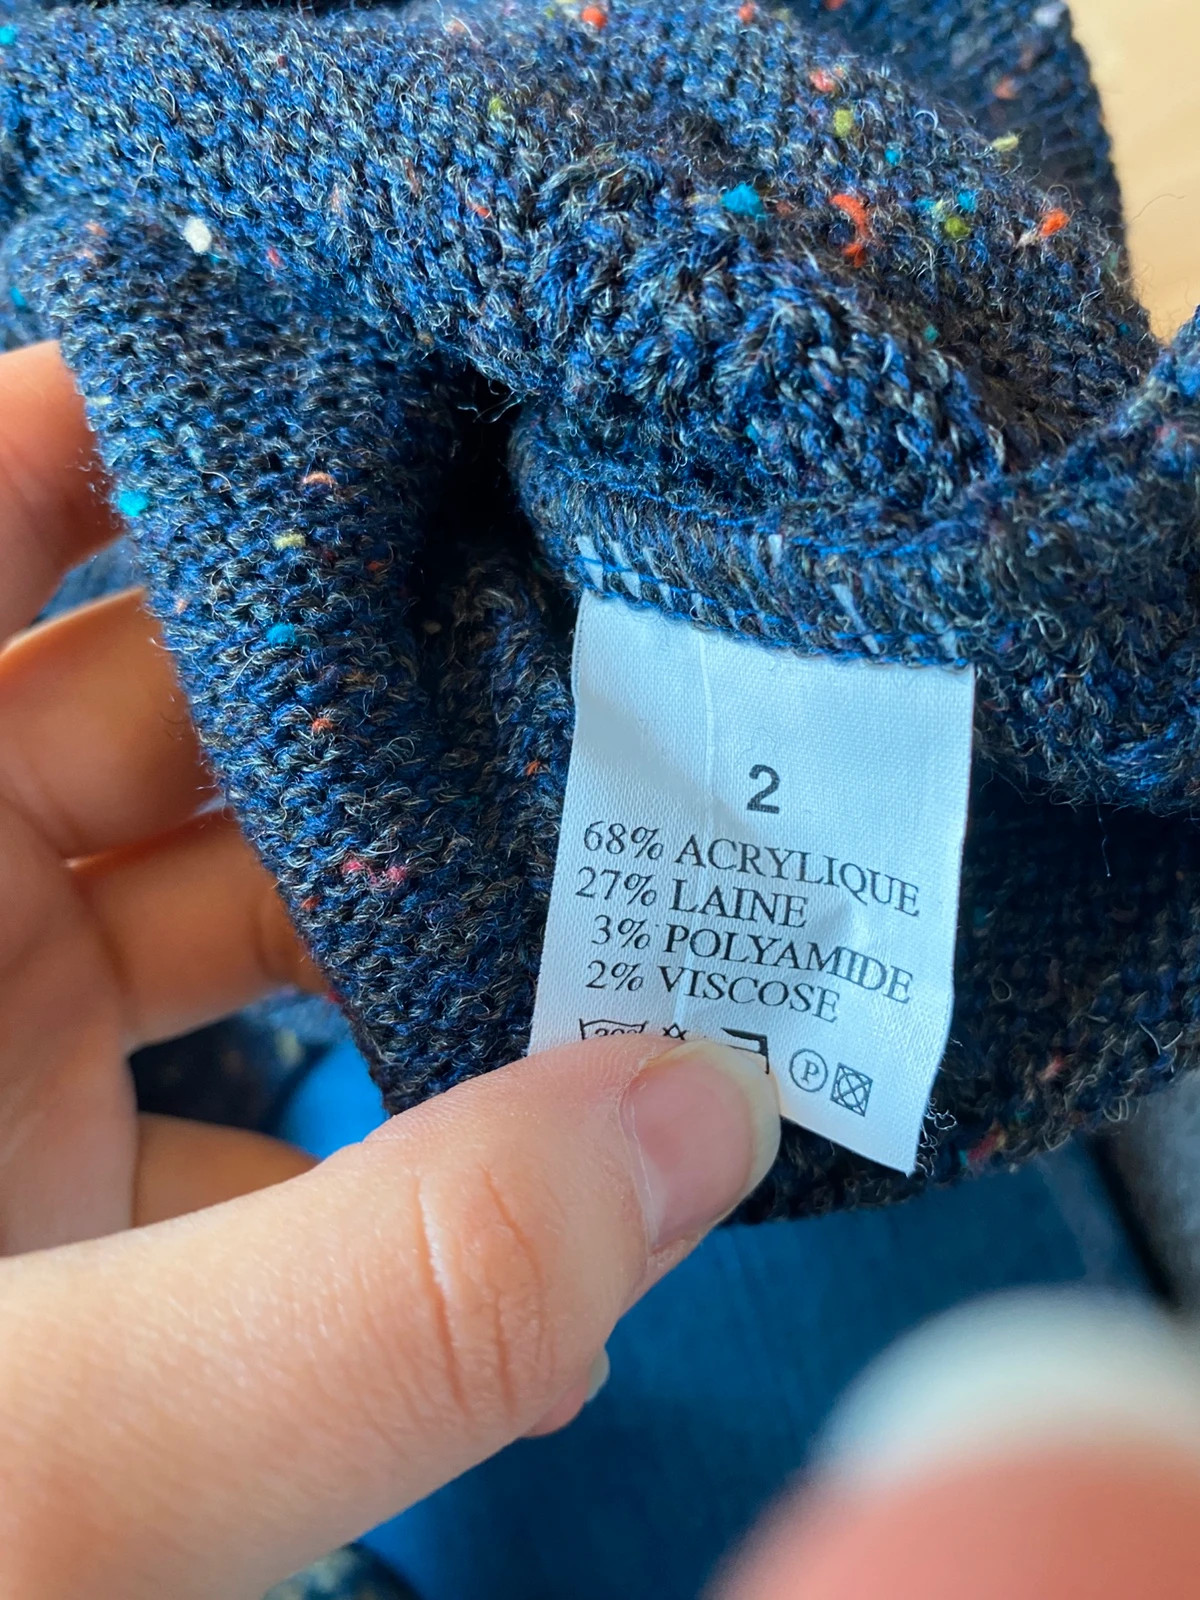 2
68% ACRYLIQUE
27% LAINE
3% POLYAMIDE
2% VISCOSE
P